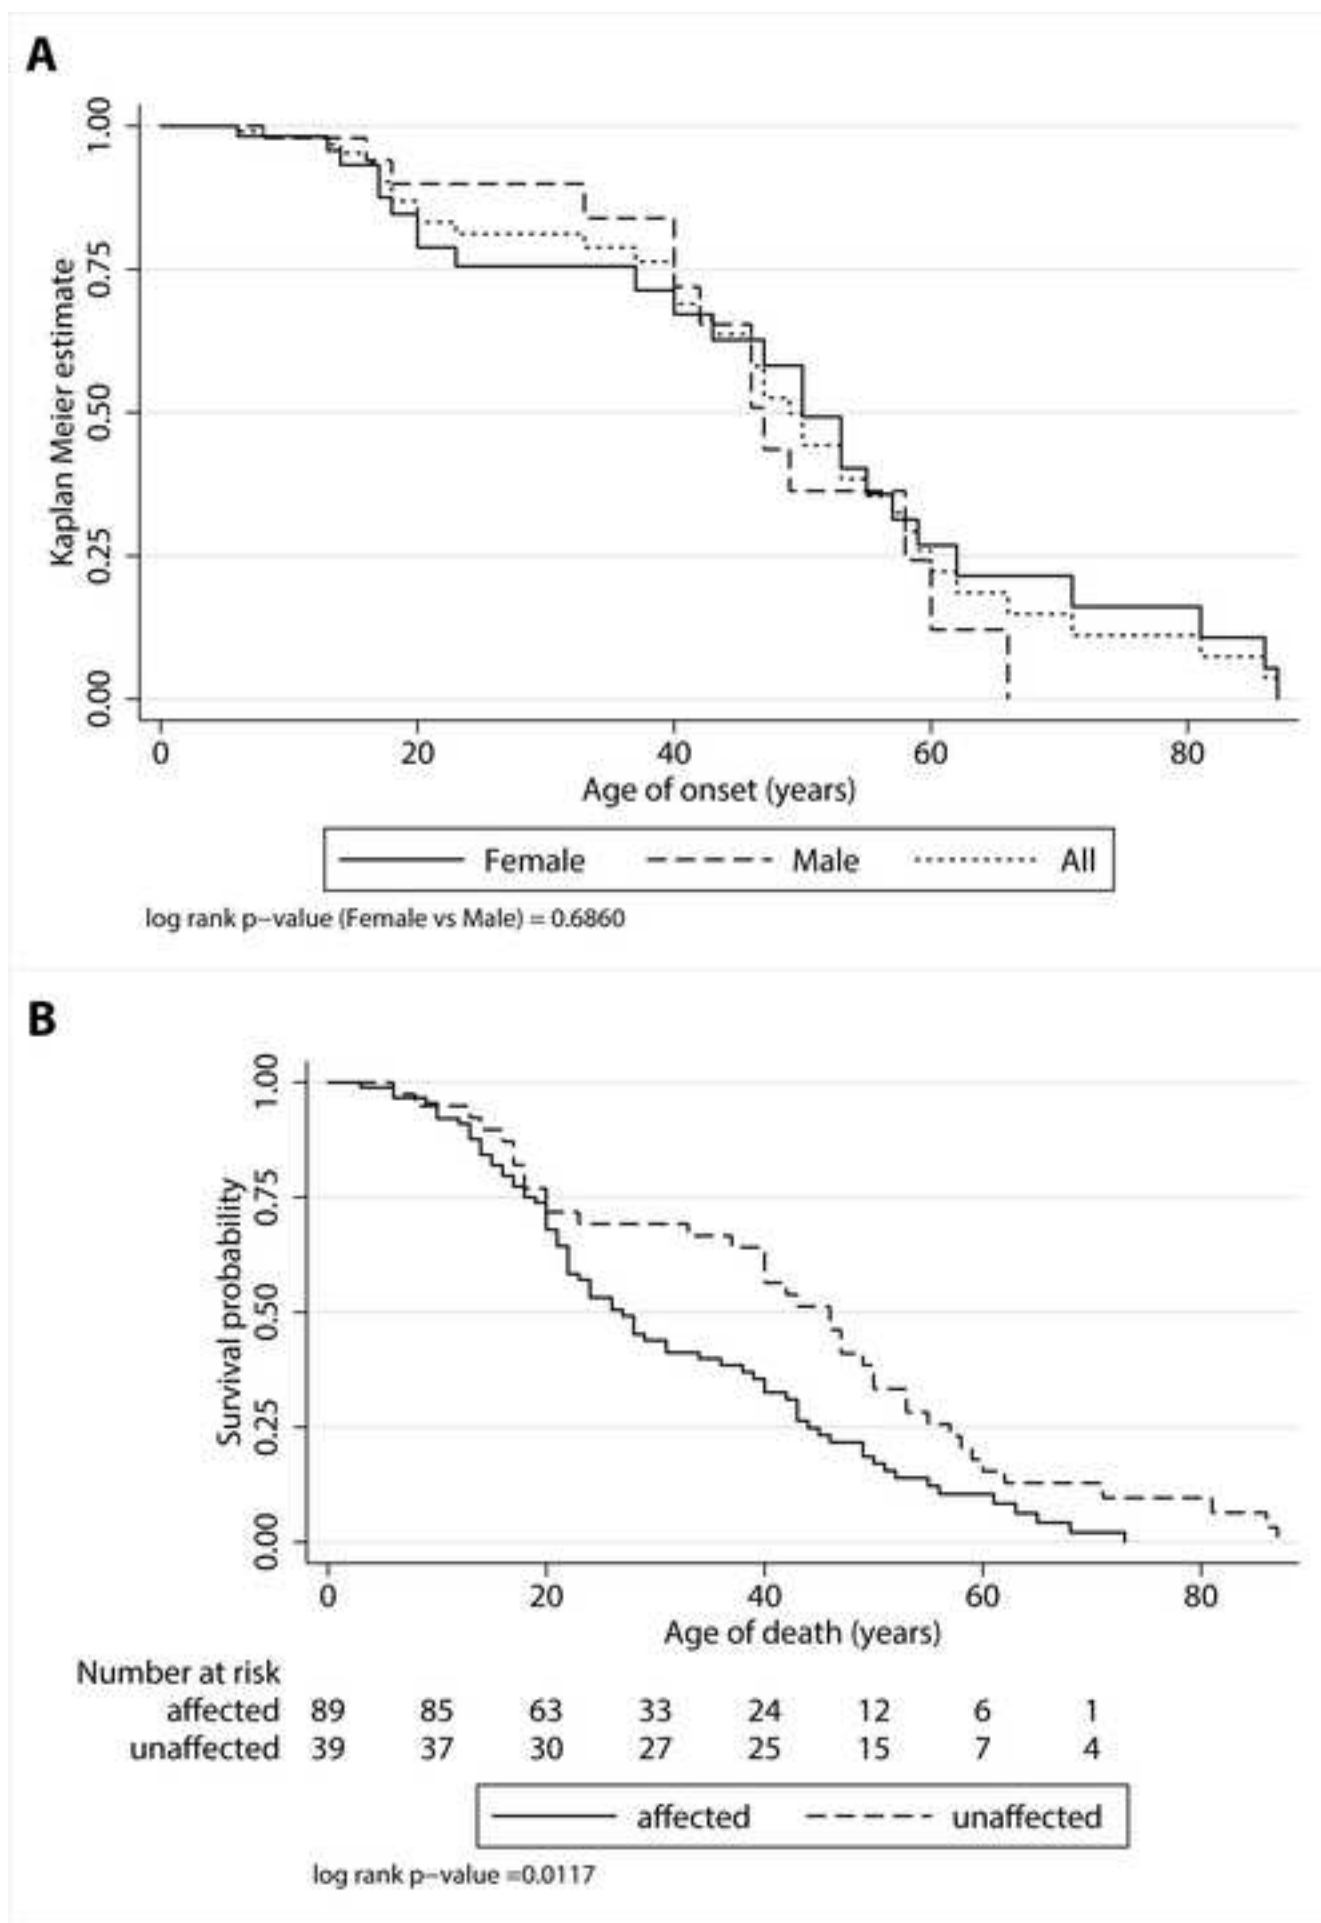 A
Kaplan Meier estimate
1.00
0.75
0.50
0.25
0.00
0 20 40 60 80
Age of onset (years)
Female Male All
log rank p−value (Female vs Male) = 0.6860
B
Survival probability
1.00
0.75
0.50
0.25
0.00
0 20 40 60 80
Age of death (years)
Number at risk
affected 89 85 63 33 24 12 6 1
unaffected 39 37 30 27 25 15 7 4
affected unaffected
log rank p−value =0.0117